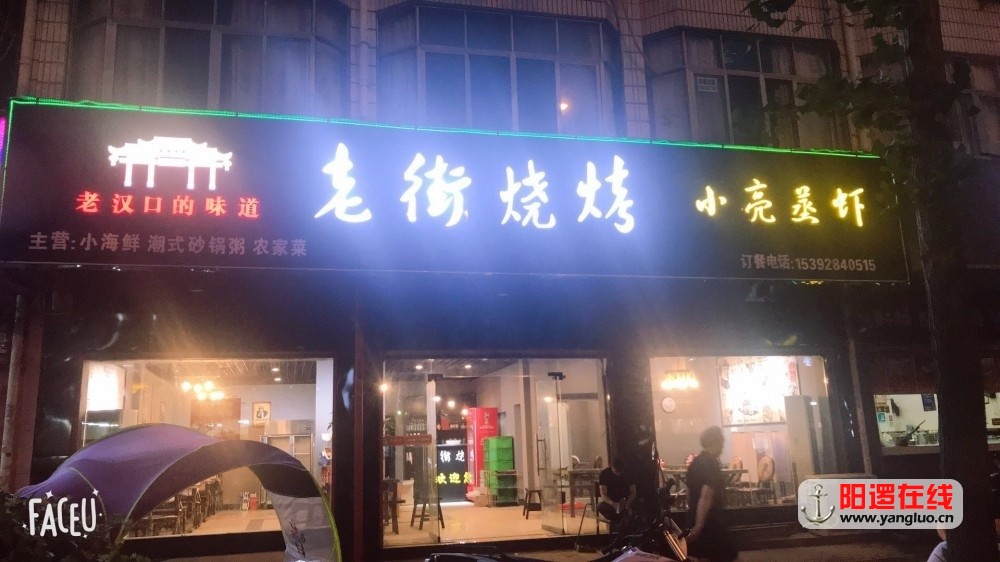 老街烧烤
小亮蒸虾
老汉口的味道
主营:小海鲜 潮式砂锅粥 农家菜
订餐电话:15392840515
街烧
欢迎
FACEU
阳逻在线
www.yangluo.cn